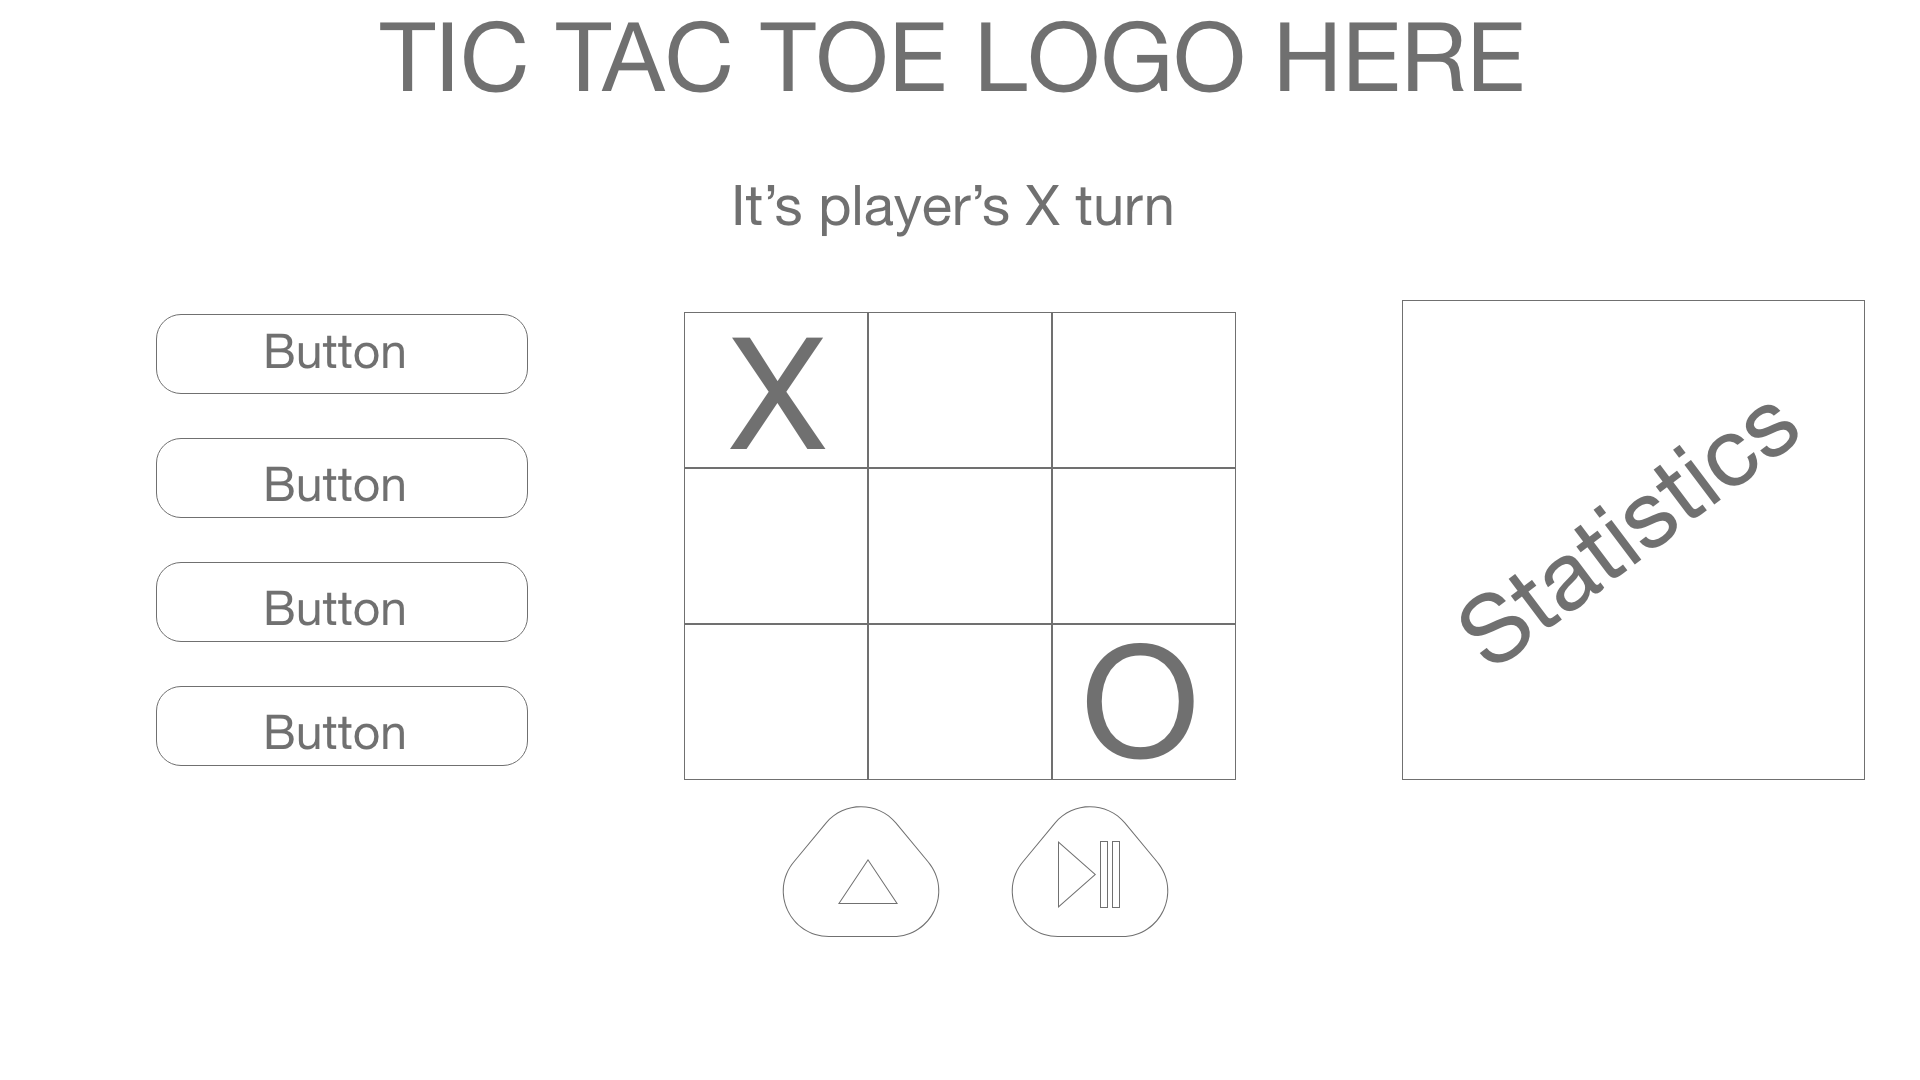 TIC TAC TOE LOGO HERE
It’s player’s X turn
Button
Button
Button
Button
X
O
Statistics